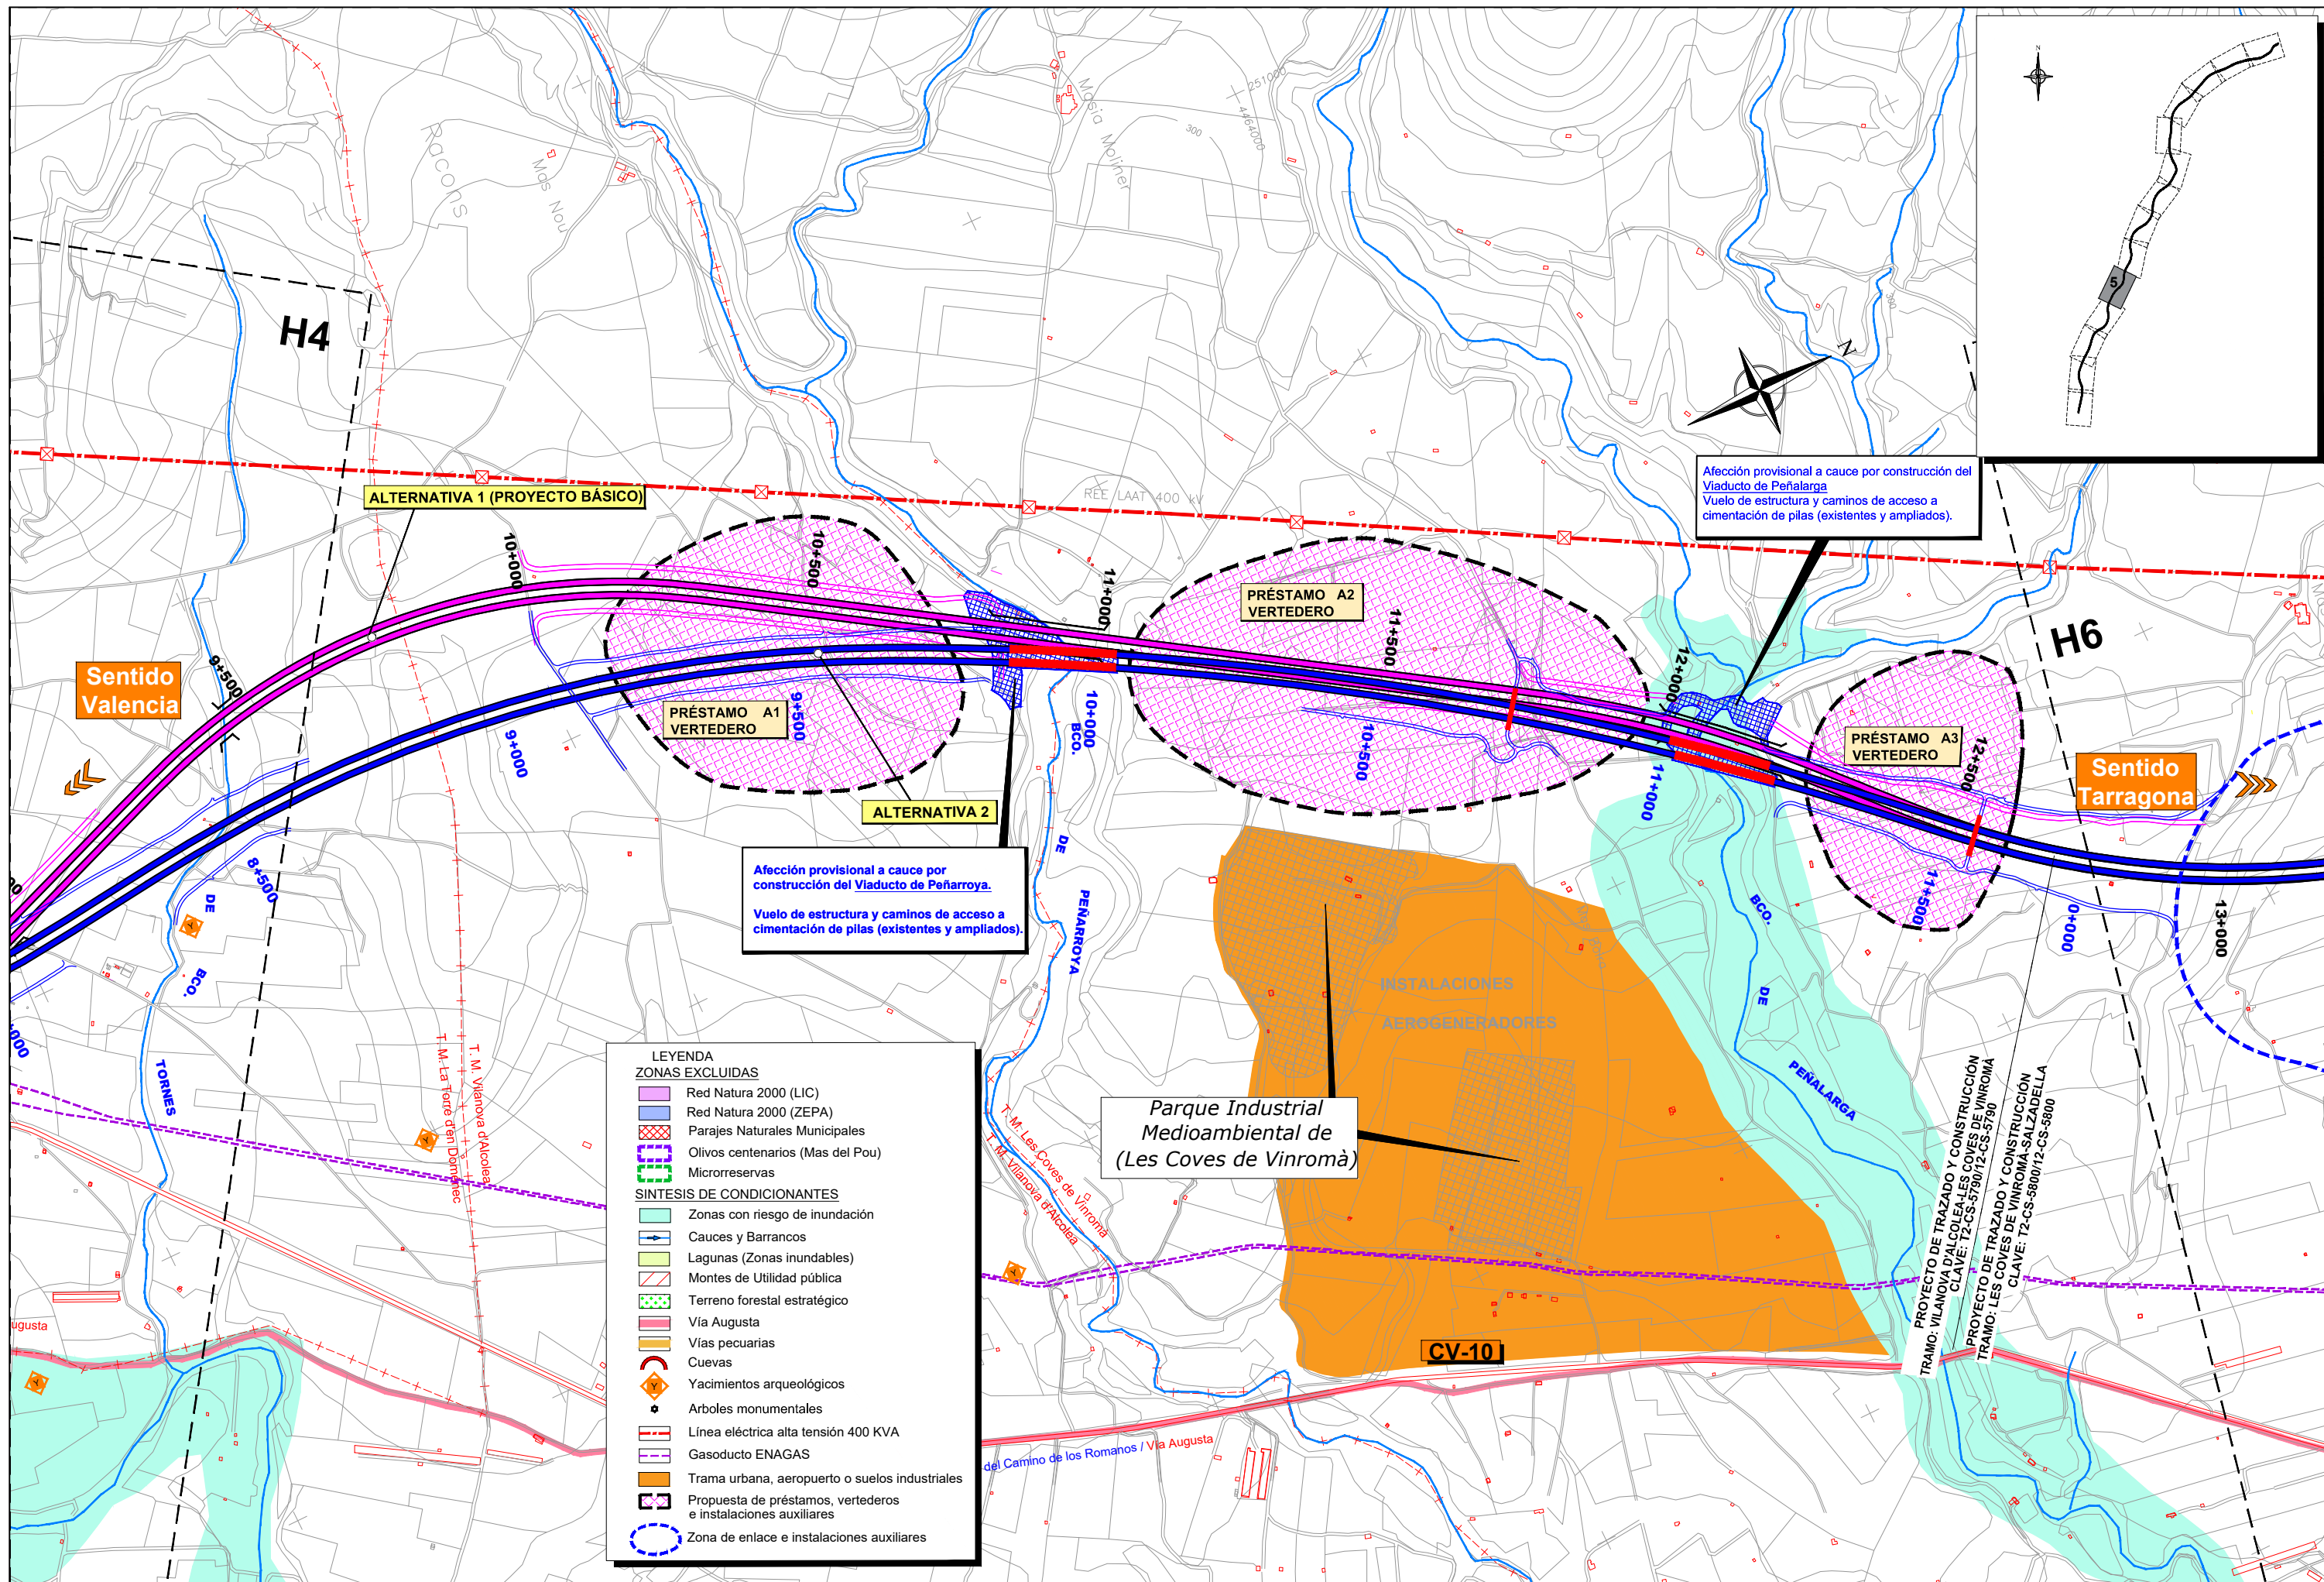 N
5
251000
4464000
Racons
Mas Nou
Masía Moliner
300
300
H4
N
ALTERNATIVA 1 (PROYECTO BÁSICO)
REE LAAT 400 kV
Afección provisional a cauce por construcción del
Viaducto de Peñalarga
Vuelo de estructura y caminos de acceso a
cimentación de pilas (existentes y ampliados).
H6
10+000
10+500
11+000
11+500
12+000
12+500
13+000
9+500
Sentido
Valencia
PRÉSTAMO A1
VERTEDERO
PRÉSTAMO A2
VERTEDERO
PRÉSTAMO A3
VERTEDERO
Sentido
Tarragona
8+500
9+000
9+500
10+000
10+500
11+000
11+500
0+000
ALTERNATIVA 2
Afección provisional a cauce por
construcción del Viaducto de Peñarroya.
Vuelo de estructura y caminos de acceso a
cimentación de pilas (existentes y ampliados).
BCO.
DE
TORNES
BCO.
DE
PEÑARROYA
BCO.
DE
PEÑALARGA
INSTALACIONES
AEROGENERADORES
Parque Industrial
Medioambiental de
(Les Coves de Vinromà)
T. M. La Torre d'en Doménec
T. M. Vilanova d'Alcolea
T. M. Les Coves de Vinromà
T. M. Vilanova d'Alcolea
CV-10
PROYECTO DE TRAZADO Y CONSTRUCCIÓN
TRAMO: VILANOVA D'ALCOLEA-LES COVES DE VINROMÀ
CLAVE: T2-CS-5790/12-CS-5790
PROYECTO DE TRAZADO Y CONSTRUCCIÓN
TRAMO: LES COVES DE VINROMÀ-SALZADELLA
CLAVE: T2-CS-5800/12-CS-5800
ugusta
del Camino de los Romanos / Vía Augusta
LEYENDA
ZONAS EXCLUIDAS
Red Natura 2000 (LIC)
Red Natura 2000 (ZEPA)
Parajes Naturales Municipales
Olivos centenarios (Mas del Pou)
Microrreservas
SINTESIS DE CONDICIONANTES
Zonas con riesgo de inundación
Cauces y Barrancos
Lagunas (Zonas inundables)
Montes de Utilidad pública
Terreno forestal estratégico
Vía Augusta
Vías pecuarias
Cuevas
Yacimientos arqueológicos
Arboles monumentales
Línea eléctrica alta tensión 400 KVA
Gasoducto ENAGAS
Trama urbana, aeropuerto o suelos industriales
Propuesta de préstamos, vertederos
e instalaciones auxiliares
Zona de enlace e instalaciones auxiliares